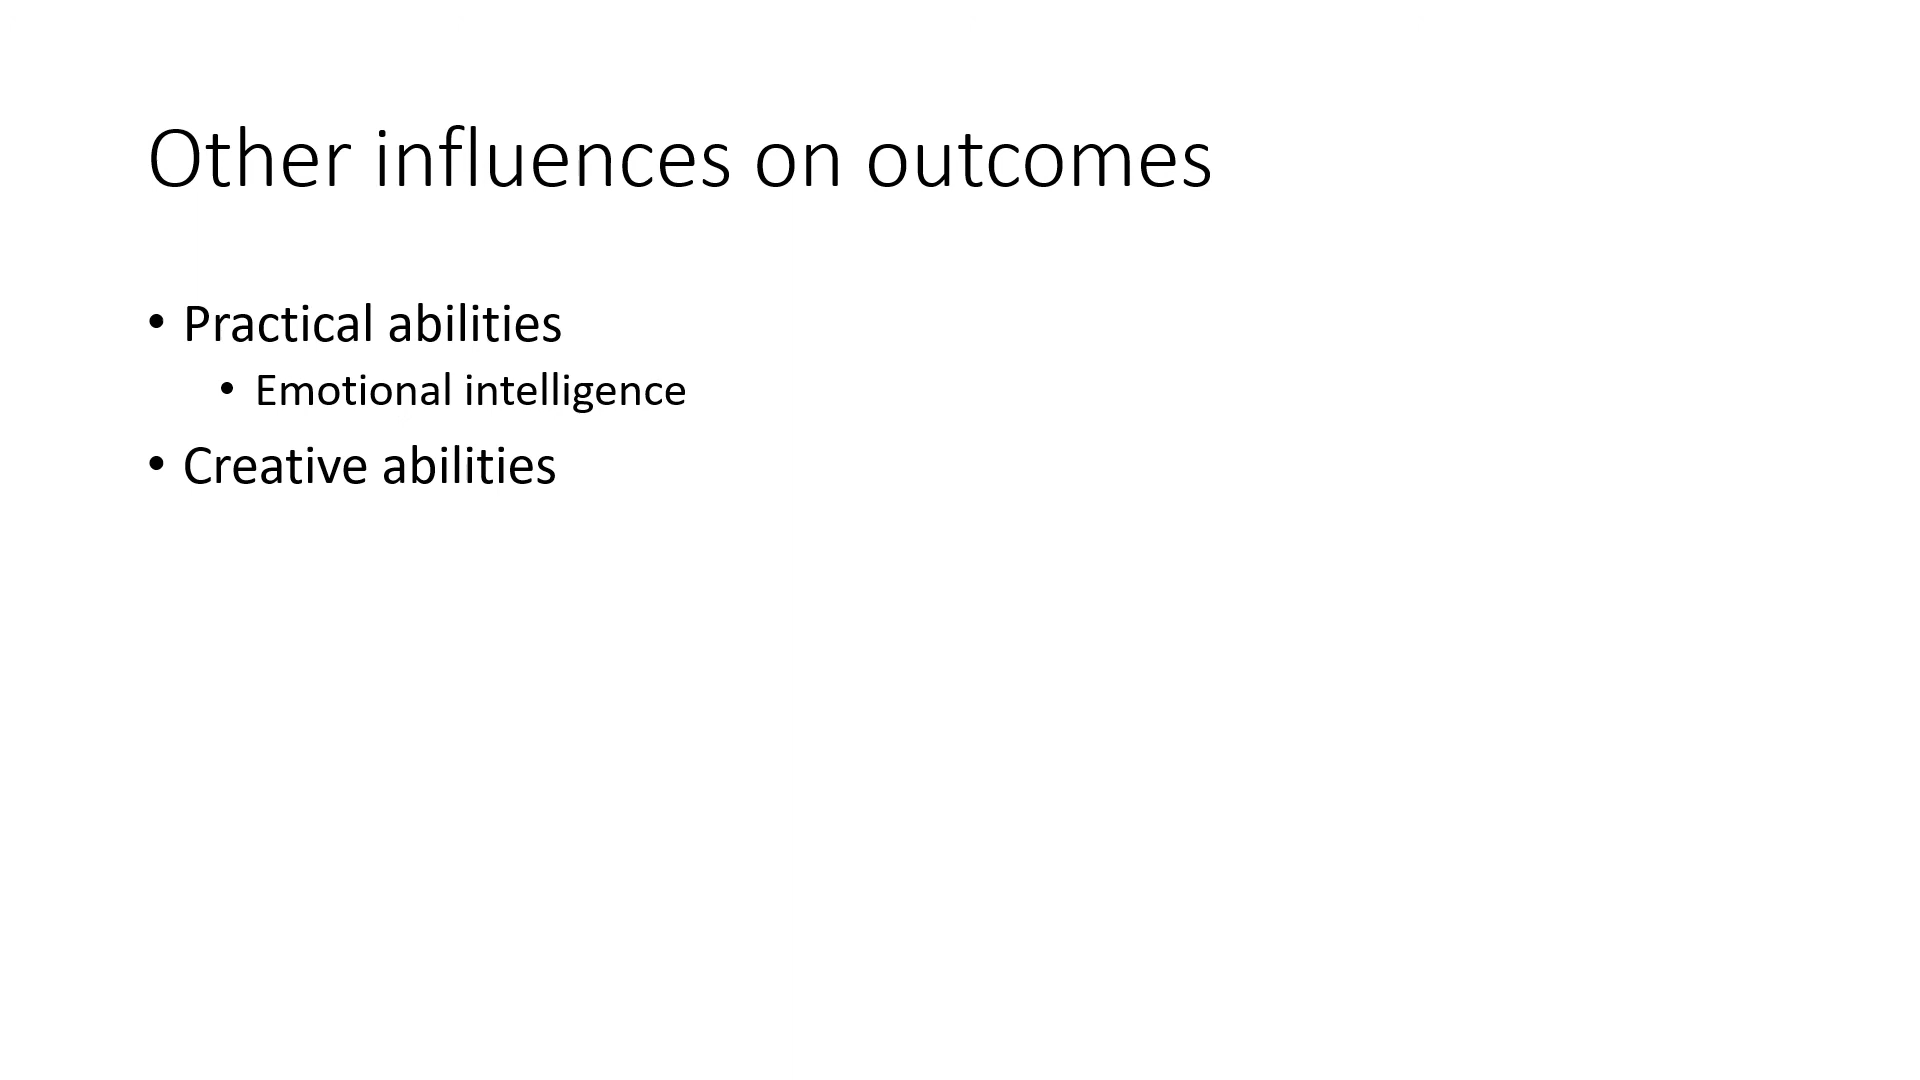 Other influences on outcomes
• Practical abilities
• Emotional intelligence
• Creative abilities